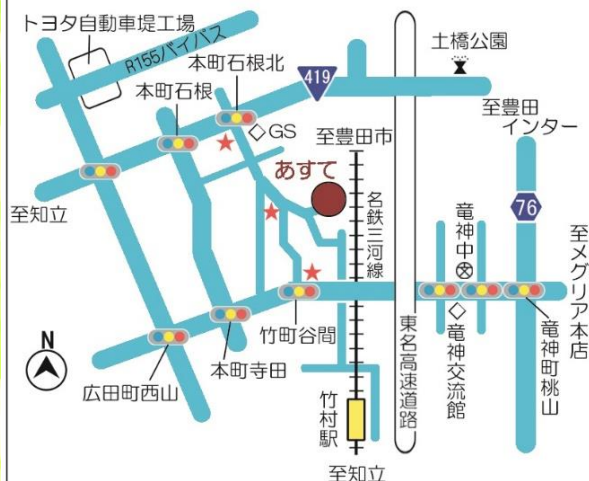 トヨタ自動車堤工場
R155バイパス
本町石根北
本町石根
419
土橋公園
GS
至豊田市
至豊田
インター
あすて
至知立
名鉄三河線
竜神中
76
至メグリア本店
竹町谷間
本町寺田
広田町西山
N
東名高速道路
竜神交流館
竜神町桃山
竹村駅
至知立